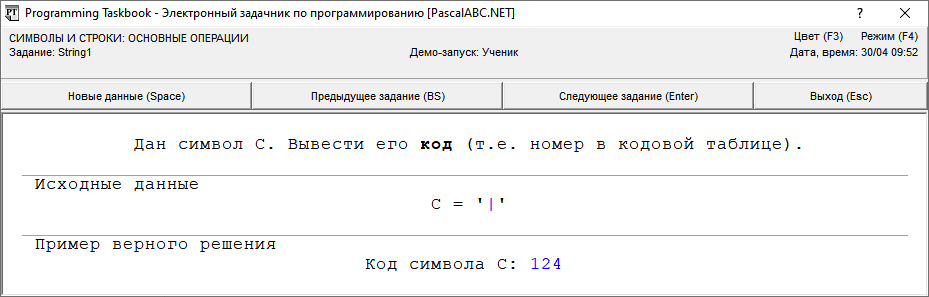 Programming Taskbook - Электронный задачник по программированию [PascalABC.NET]
СИМВОЛЫ И СТРОКИ: ОСНОВНЫЕ ОПЕРАЦИИ
Цвет (F3) Режим (F4)
Задание: String1
Демо-запуск: Ученик
Дата, время: 30/04 09:52
Новые данные (Space)
Предыдущее задание (BS)
Следующее задание (Enter)
Выход (Esc)
Дан символ C. Вывести его код (т.е. номер в кодовой таблице).
Исходные данные
C = '|'
Пример верного решения
Код символа C: 124